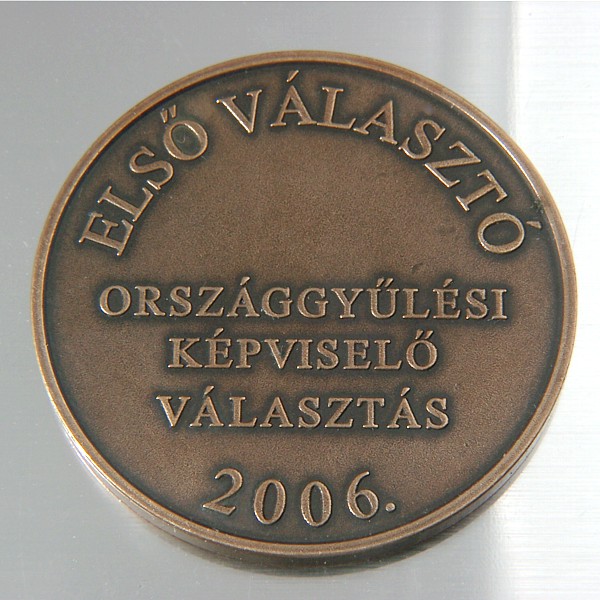 ELSŐ VÁLASZTÓ
ORSZÁGGYŰLÉSI
KÉPVISELŐ
VÁLASZTÁS
2006.